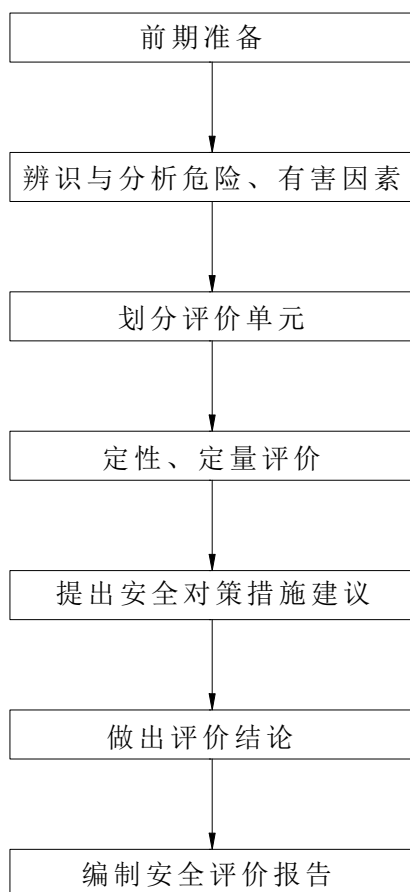 前期准备
辨识与分析危险、有害因素
划分评价单元
定性、定量评价
提出安全对策措施建议
做出评价结论
编制安全评价报告